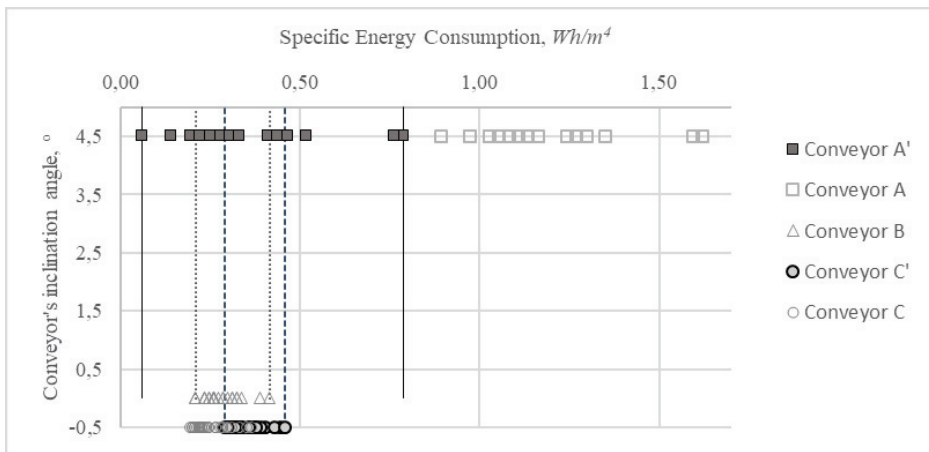 Specific Energy Consumption, Wh/m⁴
0,00 0,50 1,00 1,50
Conveyor's inclination angle, °
4,5
3,5
2,5
1,5
0,5
-0,5
Conveyor A'
Conveyor A
Conveyor B
Conveyor C'
Conveyor C